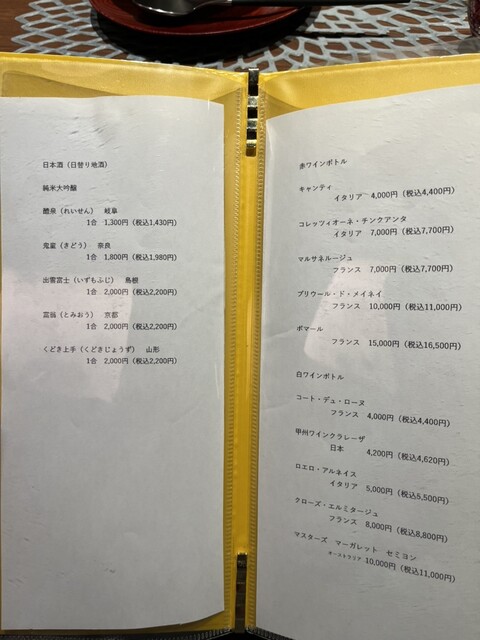 日本酒（日替り地酒）
純米大吟醸
醴泉（れいせん）　岐阜
1合　1,300円（税込1,430円）
鬼童（きどう）　奈良
1合　1,800円（税込1,980円）
出雲富士（いずもふじ）　島根
1合　2,000円（税込2,200円）
富翁（とみおう）　京都
1合　2,000円（税込2,200円）
くどき上手（くどきじょうず）　山形
1合　2,000円（税込2,200円）
赤ワインボトル
キャンティ
イタリア　4,000円（税込4,400円）
コレッツィオーネ・チンクアンタ
イタリア　7,000円（税込7,700円）
マルサネルージュ
フランス　7,000円（税込7,700円）
プリウール・ド・メイネイ
フランス　10,000円（税込11,000円）
ポマール
フランス　15,000円（税込16,500円）
白ワインボトル
コート・デュ・ローヌ
フランス　4,000円（税込4,400円）
甲州ワインクラレーザ
日本　4,200円（税込4,620円）
ロエロ・アルネイス
イタリア　5,000円（税込5,500円）
クローズ・エルミタージュ
フランス　8,000円（税込8,800円）
マスターズ　マーガレット　セミヨン
オーストラリア　10,000円（税込11,000円）